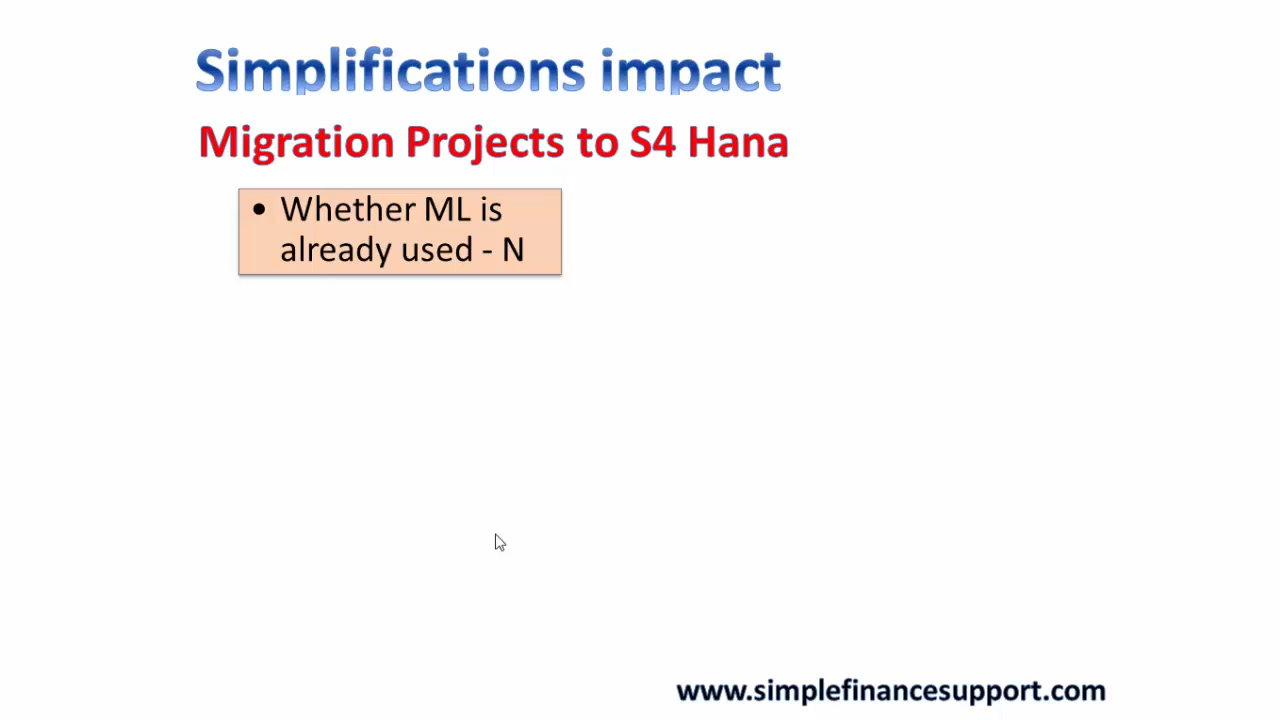 Simplifications impact
Migration Projects to S4 Hana
• Whether ML is
already used - N
www.simplefinancesupport.com